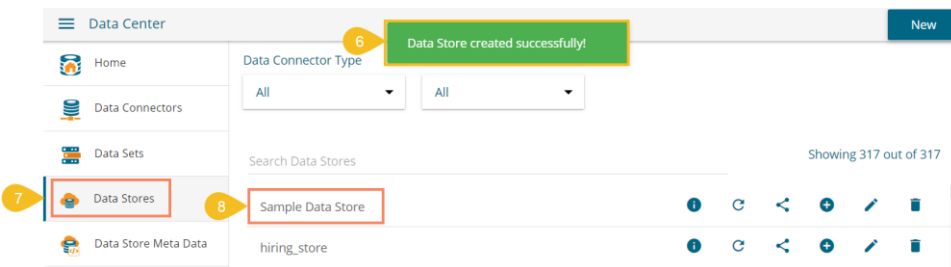 Data Center
6
Data Store created successfully!
New
Home
Data Connector Type
All
All
Data Connectors
Data Sets
Search Data Stores
Showing 317 out of 317
7
Data Stores
8
Sample Data Store
Data Store Meta Data
hiring_store